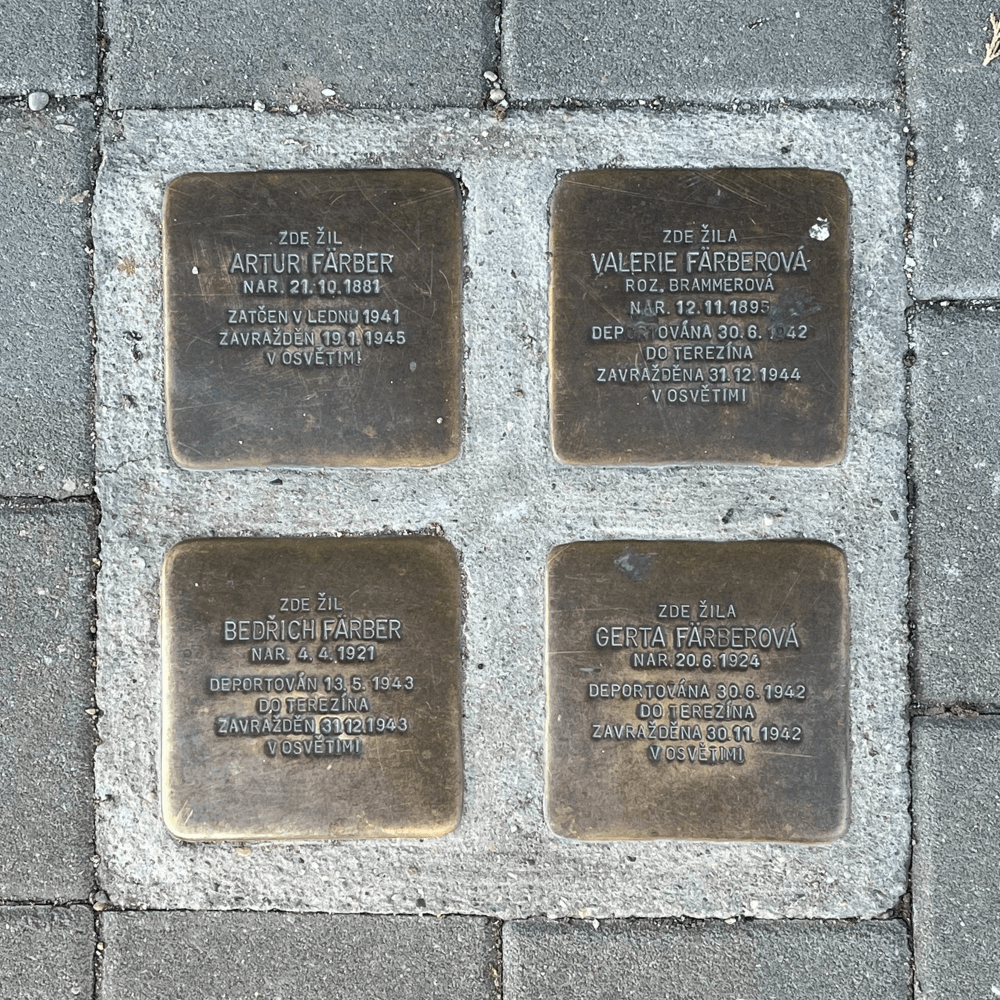 ZDE ŽIL
ARTUR FÄRBER
NAR. 21.10.1881
ZATČEN V LEDNU 1941
ZAVRAŽDĚN 19.1.1945
V OSVĚTIMI
ZDE ŽILA
VALERIE FÄRBEROVÁ
ROZ. BRAMMEROVÁ
NAR. 12.11.1895
DEPORTOVÁNA 30.6.1942
DO TEREZÍNA
ZAVRAŽDĚNA 31.12.1944
V OSVĚTIMI
ZDE ŽIL
BEDŘICH FÄRBER
NAR. 4.4.1921
DEPORTOVÁN 13.5.1943
DO TEREZÍNA
ZAVRAŽDĚN 31.12.1943
V OSVĚTIMI
ZDE ŽILA
GERTA FÄRBEROVÁ
NAR. 20.6.1924
DEPORTOVÁNA 30.6.1942
DO TEREZÍNA
ZAVRAŽDĚNA 30.11.1942
V OSVĚTIMI